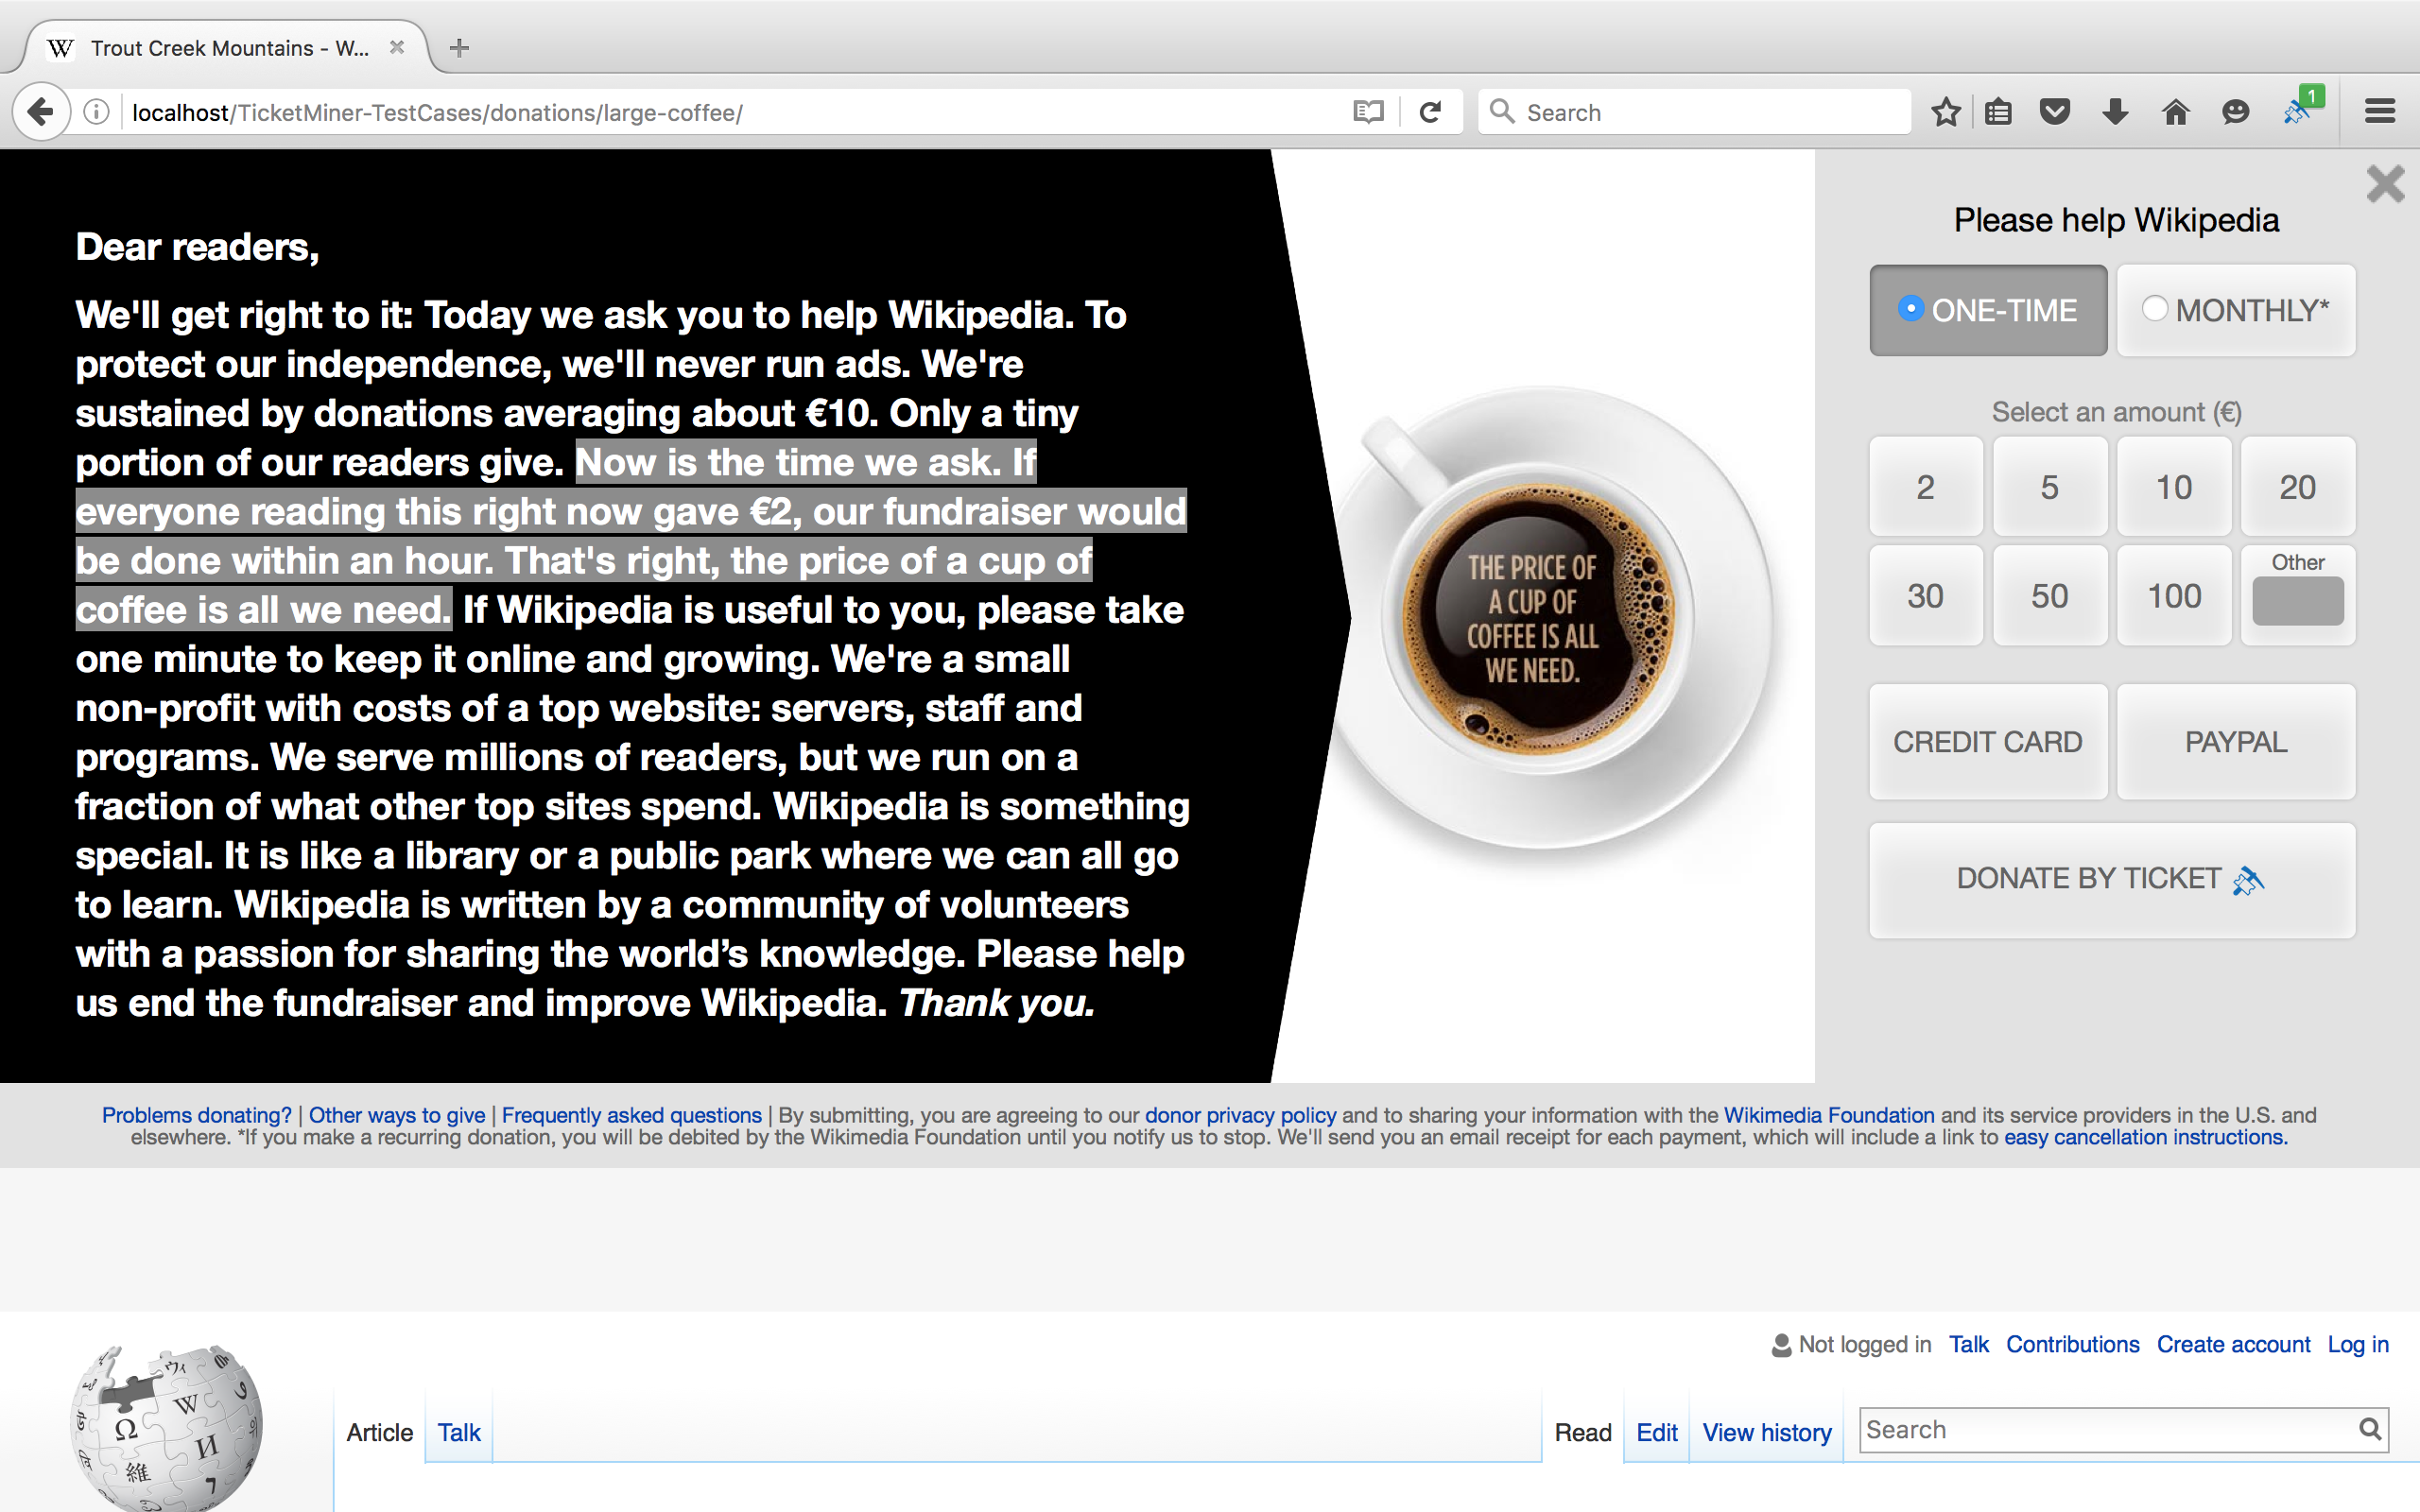 Trout Creek Mountains - W...
localhost/TicketMiner-TestCases/donations/large-coffee/
Search
1
Dear readers,
We'll get right to it: Today we ask you to help Wikipedia. To
protect our independence, we'll never run ads. We're
sustained by donations averaging about €10. Only a tiny
portion of our readers give. Now is the time we ask. If
everyone reading this right now gave €2, our fundraiser would
be done within an hour. That's right, the price of a cup of
coffee is all we need. If Wikipedia is useful to you, please take
one minute to keep it online and growing. We're a small
non-profit with costs of a top website: servers, staff and
programs. We serve millions of readers, but we run on a
fraction of what other top sites spend. Wikipedia is something
special. It is like a library or a public park where we can all go
to learn. Wikipedia is written by a community of volunteers
with a passion for sharing the world’s knowledge. Please help
us end the fundraiser and improve Wikipedia. Thank you.
THE PRICE OF
A CUP OF
COFFEE IS ALL
WE NEED.
Please help Wikipedia
ONE-TIME MONTHLY*
Select an amount (€)
2 5 10 20
30 50 100 Other
CREDIT CARD PAYPAL
DONATE BY TICKET
Problems donating? | Other ways to give | Frequently asked questions | By submitting, you are agreeing to our donor privacy policy and to sharing your information with the Wikimedia Foundation and its service providers in the U.S. and
elsewhere. *If you make a recurring donation, you will be debited by the Wikimedia Foundation until you notify us to stop. We'll send you an email receipt for each payment, which will include a link to easy cancellation instructions.
Not logged in Talk Contributions Create account Log in
Article Talk Read Edit View history Search
W
Ω
И
維